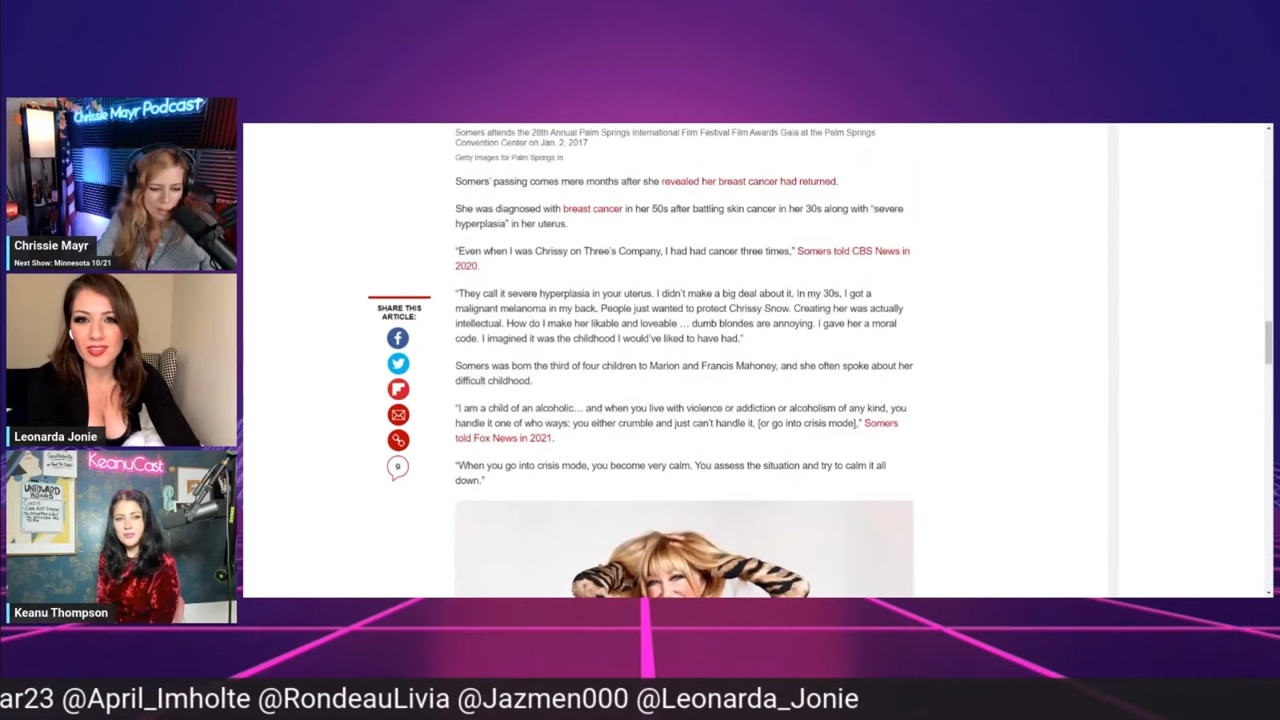 Chrissie Mayr Podcast
Chrissie Mayr
Next Show: Minnesota 10/21
Leonarda Jonie
KeanuCast
UNTOWARD
BOARD
Keanu Thompson
Somers attends the 28th Annual Palm Springs International Film Festival Film Awards Gala at the Palm Springs
Convention Center on Jan. 2, 2017
Getty Images for Palm Springs In
Somers' passing comes mere months after she revealed her breast cancer had returned.
She was diagnosed with breast cancer in her 50s after battling skin cancer in her 30s along with “severe
hyperplasia” in her uterus.
“Even when I was Chrissy on Three's Company, I had had cancer three times,” Somers told CBS News in
2020.
“They call it severe hyperplasia in your uterus. I didn't make a big deal about it. In my 30s, I got a
malignant melanoma in my back. People just wanted to protect Chrissy Snow. Creating her was actually
intellectual. How do I make her likable and loveable … dumb blondes are annoying. I gave her a moral
code. I imagined it was the childhood I would've liked to have had.”
SHARE THIS
ARTICLE:
9
Somers was born the third of four children to Marion and Francis Mahoney, and she often spoke about her
difficult childhood.
“I am a child of an alcoholic… and when you live with violence or addiction or alcoholism of any kind, you
handle it one of who ways: you either crumble and just can't handle it, [or go into crisis mode],” Somers
told Fox News in 2021.
“When you go into crisis mode, you become very calm. You assess the situation and try to calm it all
down.”
ar23 @April_Imholte @RondeauLivia @Jazmen000 @Leonarda_Jonie